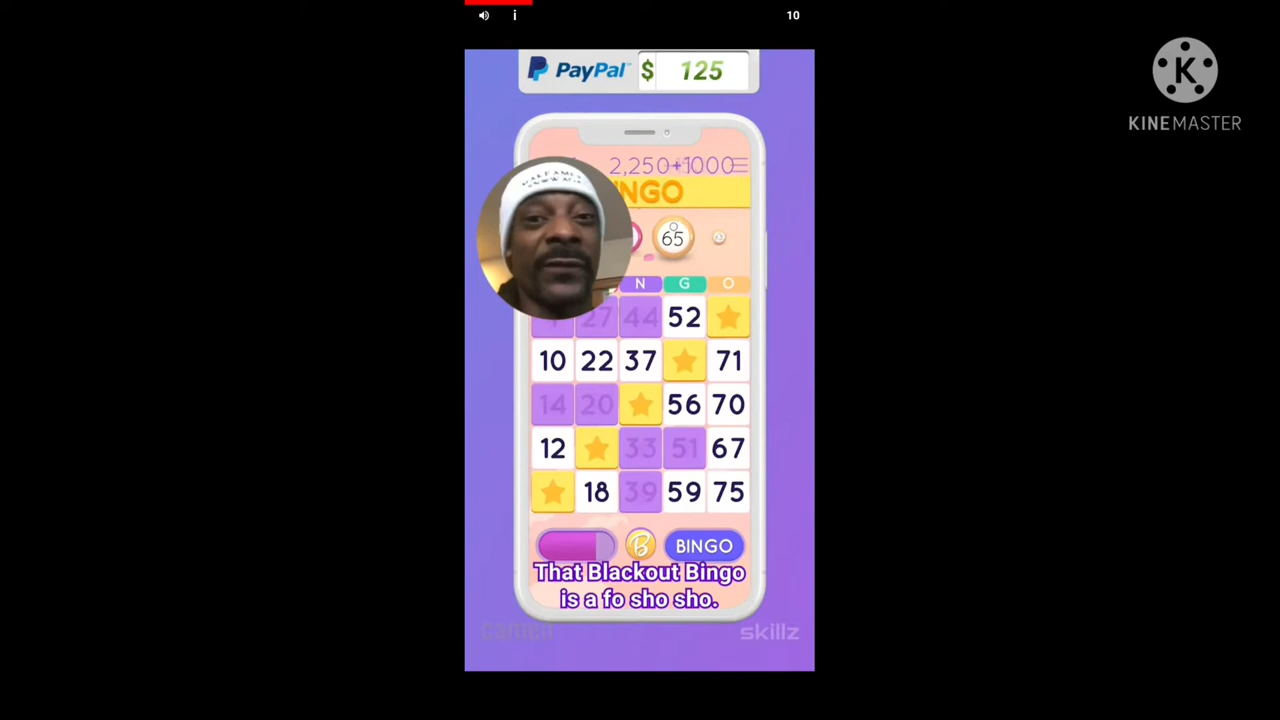 i
10
PayPal $ 125
K
KINEMASTER
2,250+1000
INGO
65
N G O
27 44 52
10 22 37 71
14 20 56 70
12 33 51 67
18 39 59 75
B BINGO
That Blackout Bingo
is a fo sho sho.
skillz